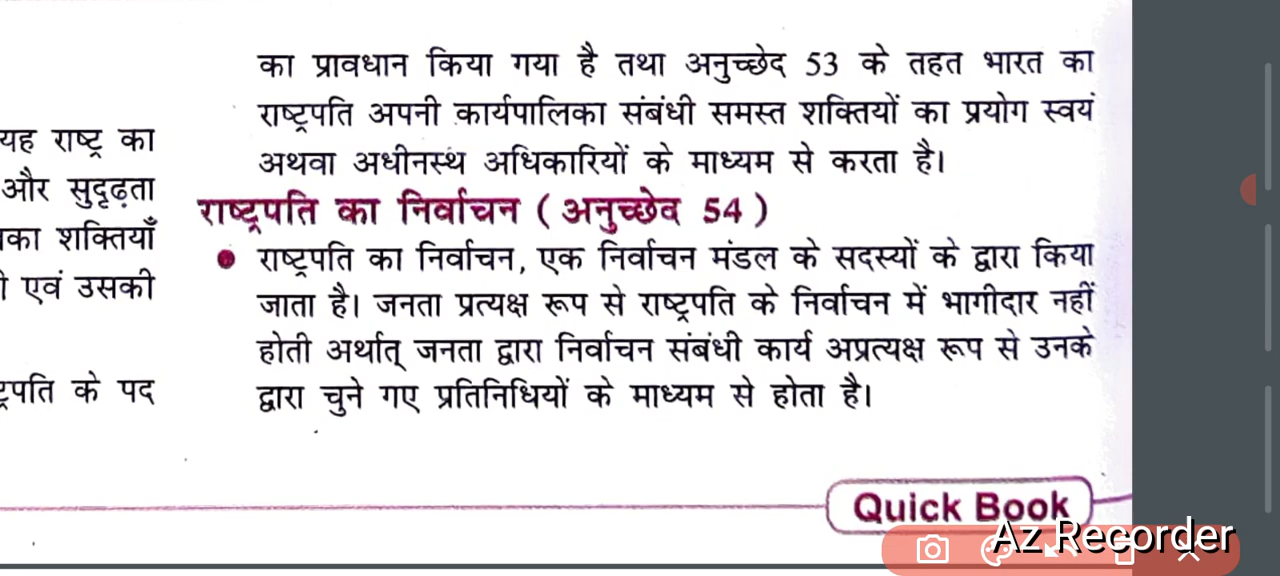 यह राष्ट्र का
और सुदृढ़ता
शक्तियाँ
एवं उसकी
के पद
का प्रावधान किया गया है तथा अनुच्छेद 53 के तहत भारत का
राष्ट्रपति अपनी कार्यपालिका संबंधी समस्त शक्तियों का प्रयोग स्वयं
अथवा अधीनस्थ अधिकारियों के माध्यम से करता है।
राष्ट्रपति का निर्वाचन ( अनुच्छेद 54 )
● राष्ट्रपति का निर्वाचन, एक निर्वाचन मंडल के सदस्यों के द्वारा किया
जाता है। जनता प्रत्यक्ष रूप से राष्ट्रपति के निर्वाचन में भागीदार नहीं
होती अर्थात् जनता द्वारा निर्वाचन संबंधी कार्य अप्रत्यक्ष रूप से उनके
द्वारा चुने गए प्रतिनिधियों के माध्यम से होता है।
Quick Book
Az Recorder